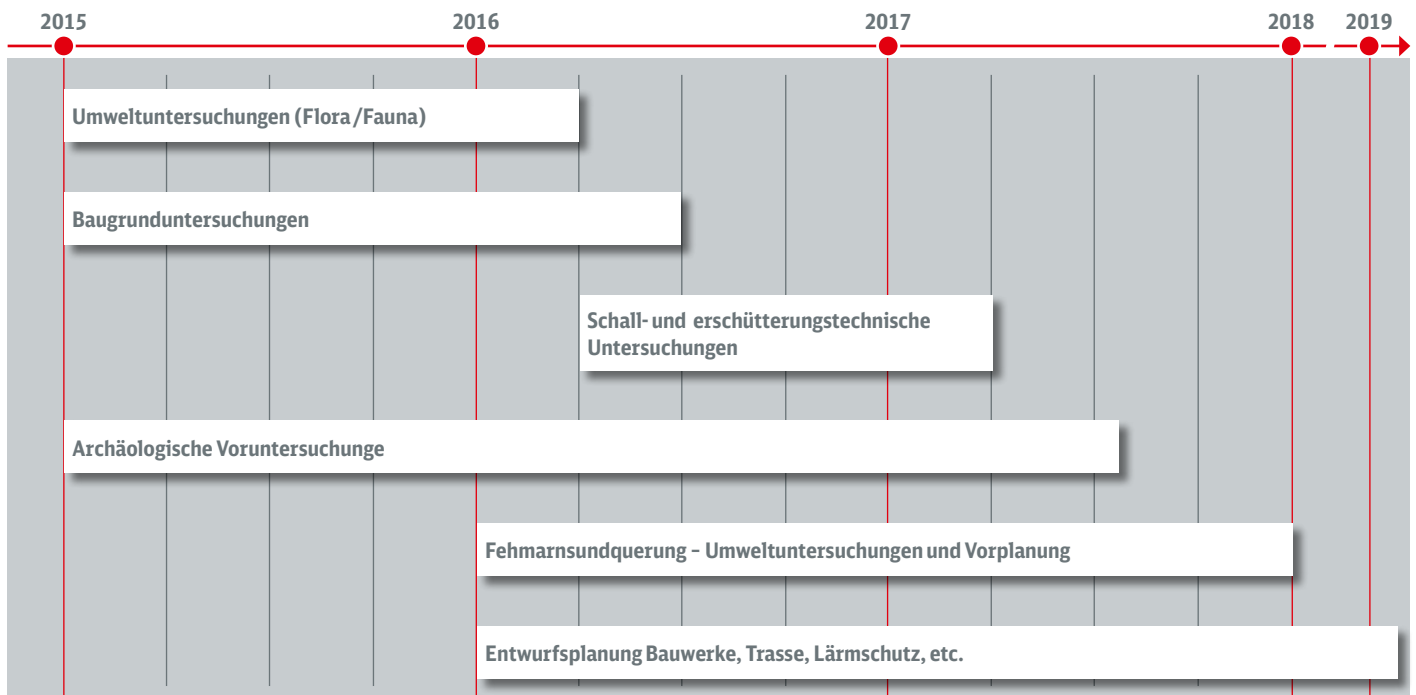 2015 2016 2017 2018 2019
Umweltuntersuchungen (Flora/Fauna)
Baugrunduntersuchungen
Schall- und erschütterungstechnische
Untersuchungen
Archäologische Voruntersuchunge
Fehmarnsundquerung – Umweltuntersuchungen und Vorplanung
Entwurfsplanung Bauwerke, Trasse, Lärmschutz, etc.